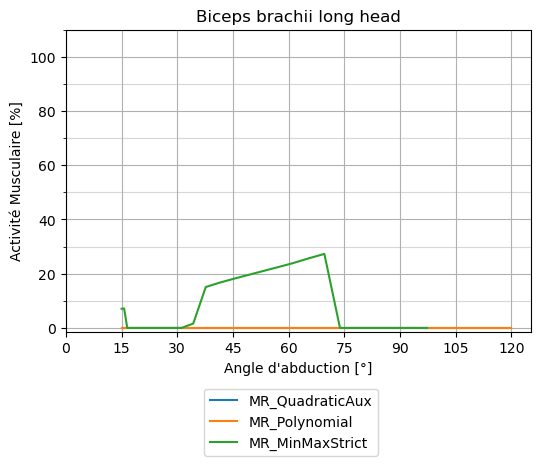 Biceps brachii long head
Activité Musculaire [%]
100
80
60
40
20
0
0 15 30 45 60 75 90 105 120
Angle d'abduction [°]
MR_QuadraticAux
MR_Polynomial
MR_MinMaxStrict